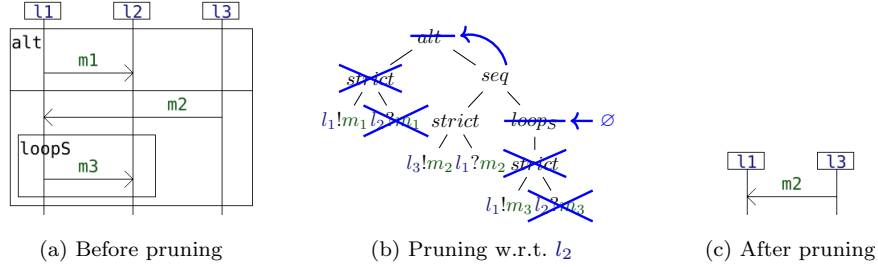 l1 l2 l3
alt
m1
m2
loopS
m3
(a) Before pruning
alt
strict seq
l₁!m₁ l₂?m₁ strict loopS ∅
l₃!m₂ l₁?m₂ strict
l₁!m₃ l₂?m₃
(b) Pruning w.r.t. l₂
l1 l3
m2
(c) After pruning